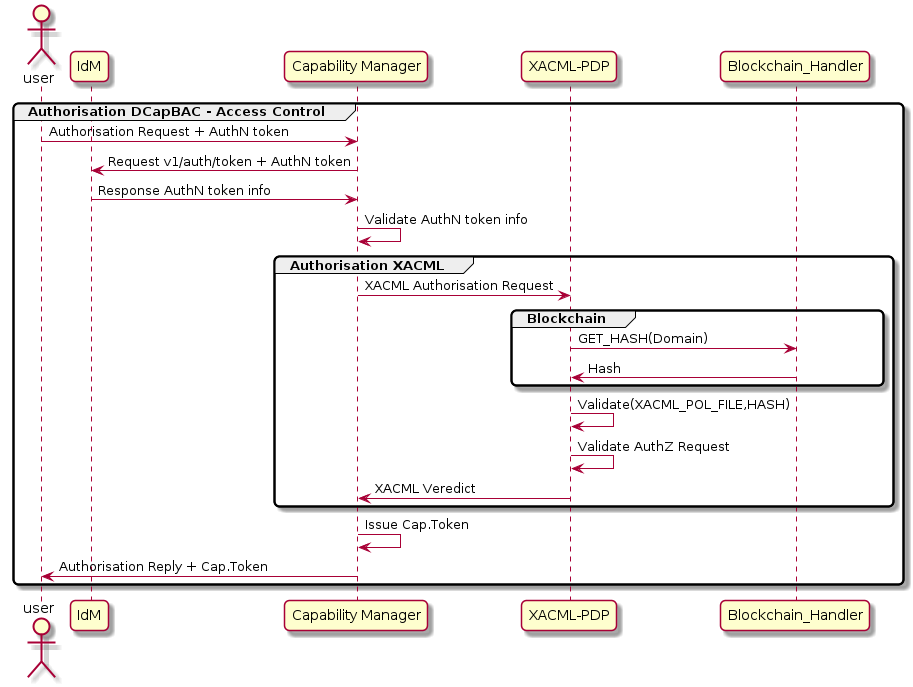 user
IdM
Capability Manager
XACML-PDP
Blockchain_Handler
Authorisation DCapBAC - Access Control
Authorisation Request + AuthN token
Request v1/auth/token + AuthN token
Response AuthN token info
Validate AuthN token info
Authorisation XACML
XACML Authorisation Request
Blockchain
GET_HASH(Domain)
Hash
Validate(XACML_POL_FILE,HASH)
Validate AuthZ Request
XACML Veredict
Issue Cap.Token
Authorisation Reply + Cap.Token
user
IdM
Capability Manager
XACML-PDP
Blockchain_Handler